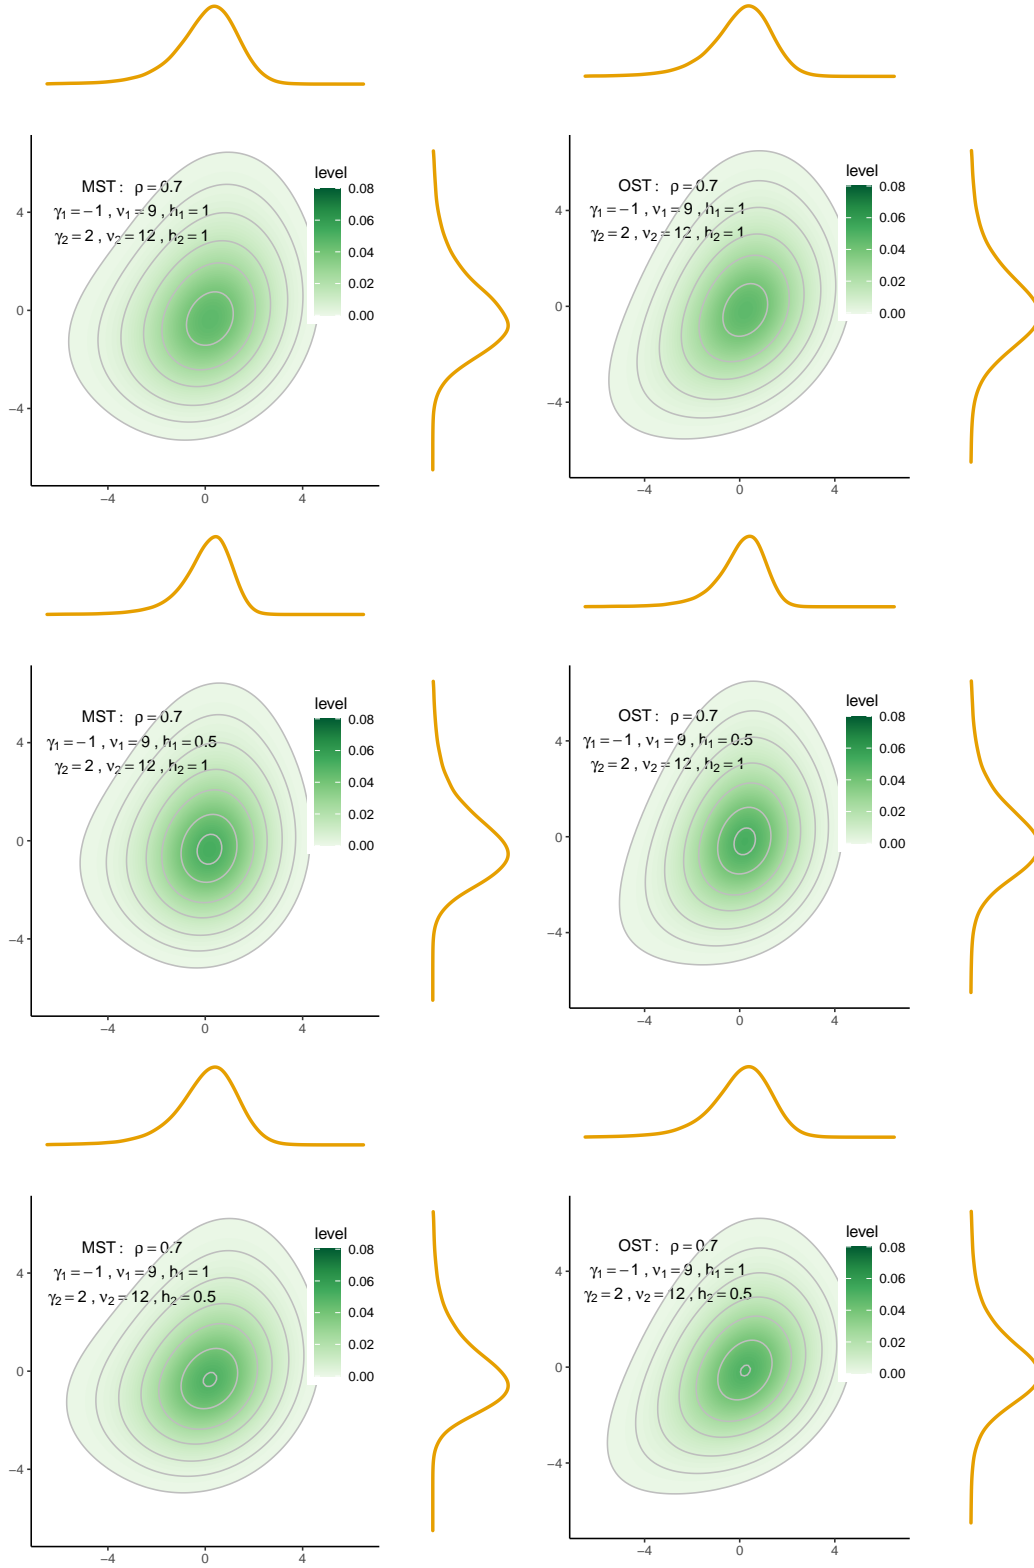 MST : ρ = 0.7
γ₁ = −1 , ν₁ = 9 , h₁ = 1
γ₂ = 2 , ν₂ = 12 , h₂ = 1
level
0.08
0.06
0.04
0.02
0.00
4
0
−4
−4 0 4
OST : ρ = 0.7
γ₁ = −1 , ν₁ = 9 , h₁ = 1
γ₂ = 2 , ν₂ = 12 , h₂ = 1
level
0.08
0.06
0.04
0.02
0.00
4
0
−4
−4 0 4
MST : ρ = 0.7
γ₁ = −1 , ν₁ = 9 , h₁ = 0.5
γ₂ = 2 , ν₂ = 12 , h₂ = 1
level
0.08
0.06
0.04
0.02
0.00
4
0
−4
−4 0 4
OST : ρ = 0.7
γ₁ = −1 , ν₁ = 9 , h₁ = 0.5
γ₂ = 2 , ν₂ = 12 , h₂ = 1
level
0.08
0.06
0.04
0.02
0.00
4
0
−4
−4 0 4
MST : ρ = 0.7
γ₁ = −1 , ν₁ = 9 , h₁ = 1
γ₂ = 2 , ν₂ = 12 , h₂ = 0.5
level
0.08
0.06
0.04
0.02
0.00
4
0
−4
−4 0 4
OST : ρ = 0.7
γ₁ = −1 , ν₁ = 9 , h₁ = 1
γ₂ = 2 , ν₂ = 12 , h₂ = 0.5
level
0.08
0.06
0.04
0.02
0.00
4
0
−4
−4 0 4